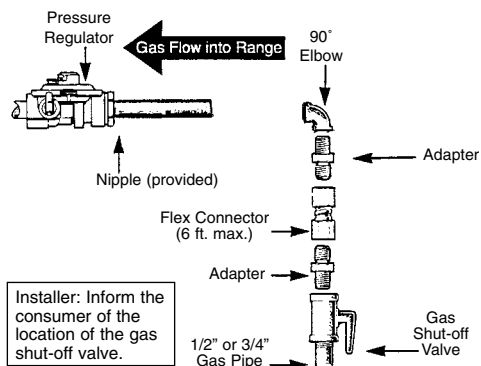 Pressure
Regulator
Gas Flow into Range
90˚
Elbow
Nipple (provided)
Adapter
Flex Connector
(6 ft. max.)
Adapter
Installer: Inform the
consumer of the
location of the gas
shut-off valve.
1/2” or 3/4”
Gas Pipe
Gas
Shut-off
Valve